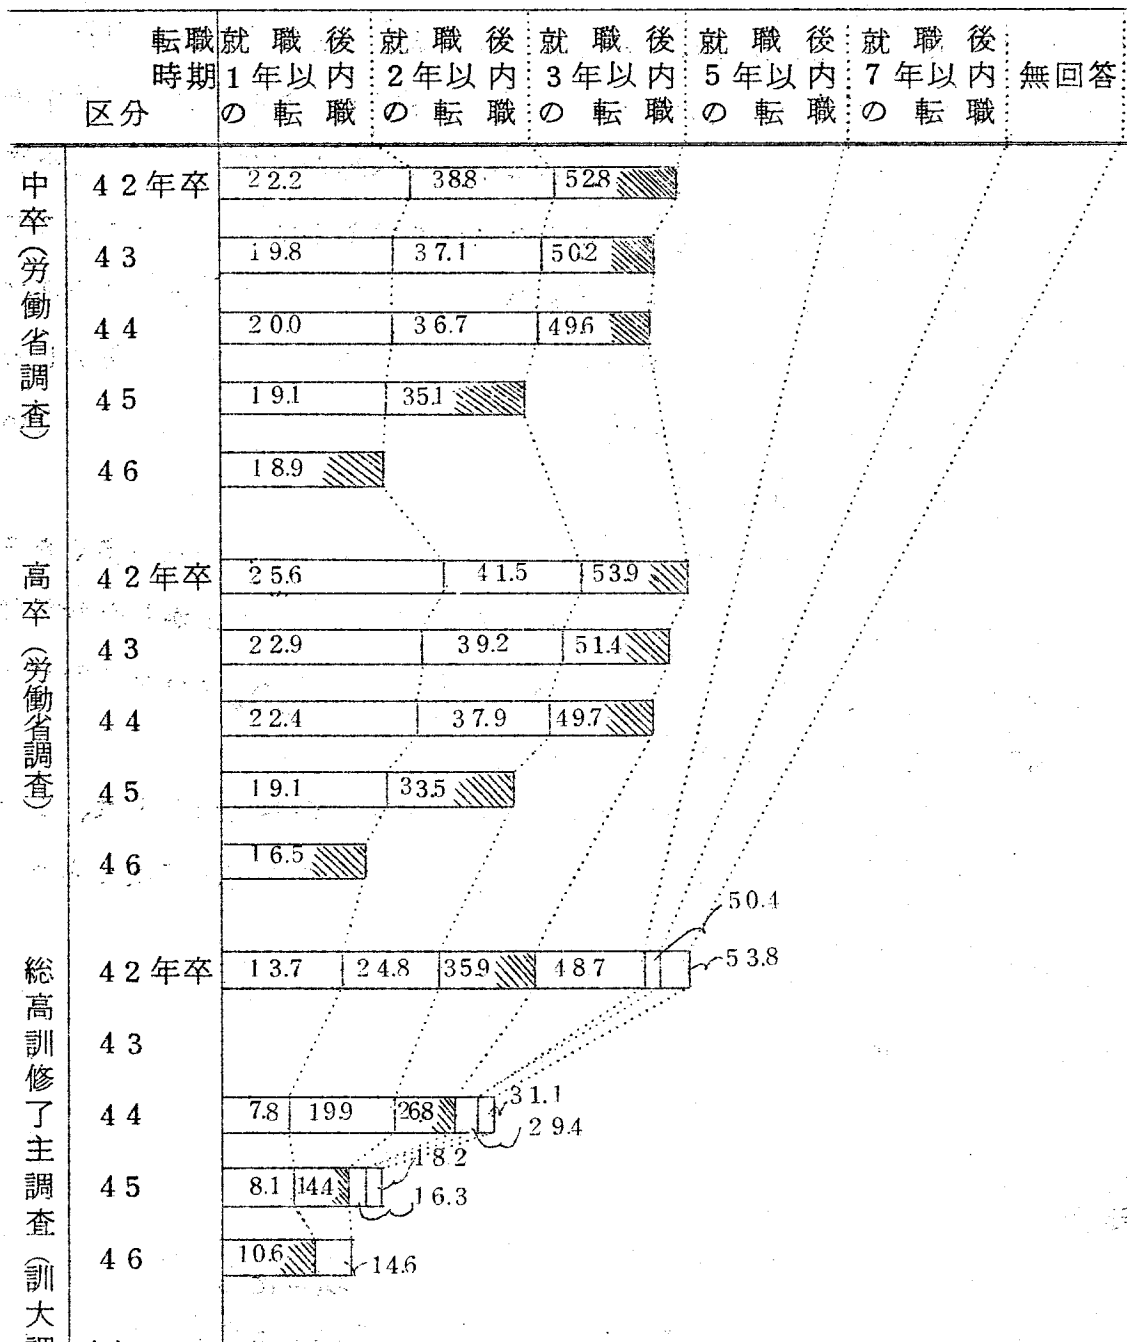 転職時期
区分
就職後1年以内の転職
就職後2年以内の転職
就職後3年以内の転職
就職後5年以内の転職
就職後7年以内の転職
無回答
中卒(労働省調査)
42年卒 22.2 38.8 52.8
43 19.8 37.1 50.2
44 20.0 36.7 49.6
45 19.1 35.1
46 18.9
高卒(労働省調査)
42年卒 25.6 41.5 53.9
43 22.9 39.2 51.4
44 22.4 37.9 49.7
45 19.1 33.5
46 16.5
総高訓修了主調査(訓大
50.4
42年卒 13.7 24.8 35.9 48.7 53.8
43
44 7.8 19.9 26.8 31.1
29.4
18.2
45 8.1 14.4 16.3
46 10.6 14.6